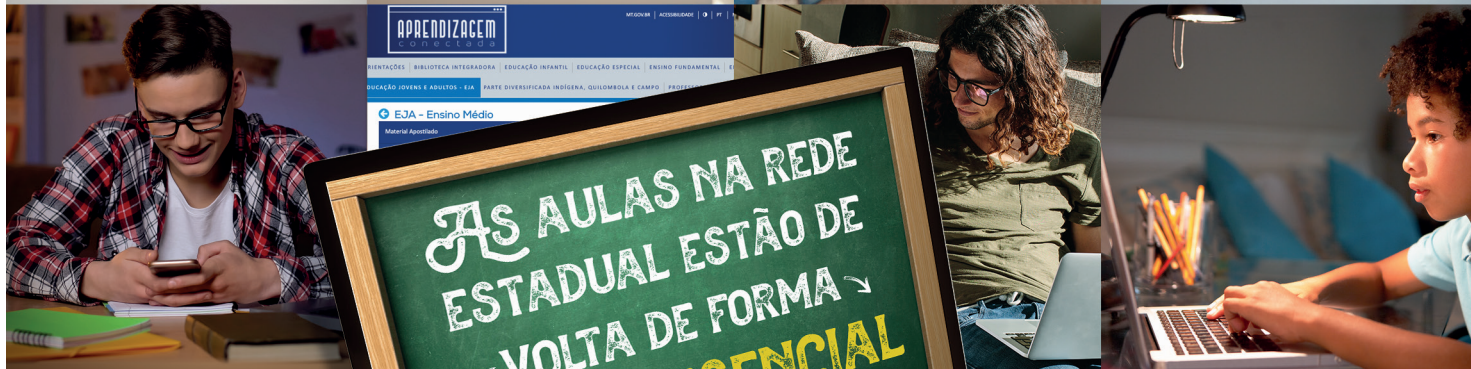 APRENDIZAGEM
conectada
MT.GOV.BR | ACESSIBILIDADE | PT
RIENTAÇÕES | BIBLIOTECA INTEGRADORA | EDUCAÇÃO INFANTIL | EDUCAÇÃO ESPECIAL | ENSINO FUNDAMENTAL
DUCAÇÃO JOVENS E ADULTOS - EJA | PARTE DIVERSIFICADA INDÍGENA, QUILOMBOLA E CAMPO
EJA - Ensino Médio
Material Apostilado
AS AULAS NA REDE
ESTADUAL ESTÃO DE
VOLTA DE FORMA